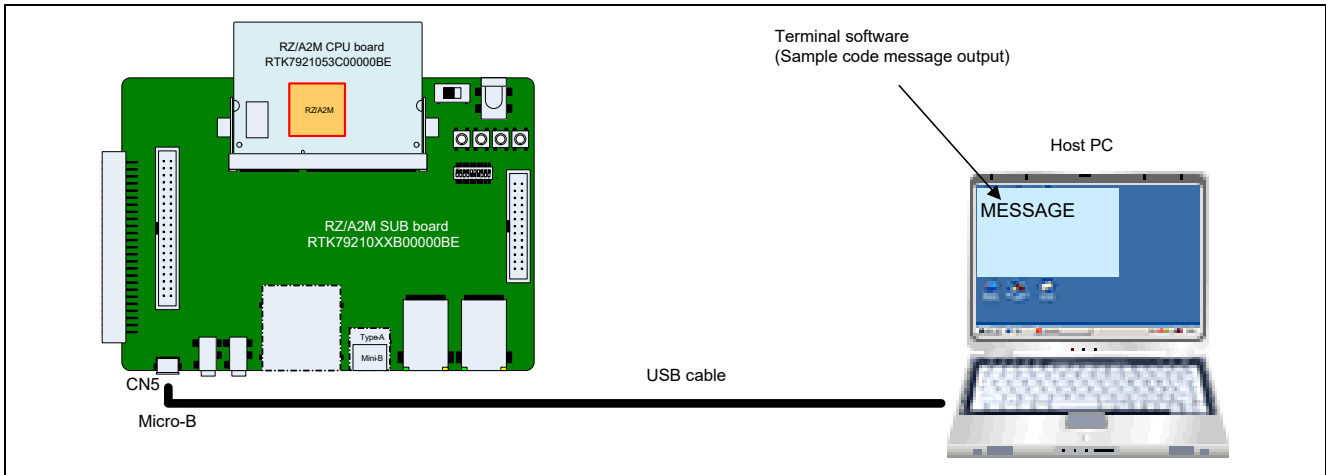 RZ/A2M CPU board
RTK7921053C00000BE
RZ/A2M
Terminal software
(Sample code message output)
Host PC
MESSAGE
RZ/A2M SUB board
RTK79210XXB00000BE
Type-A
Mini-B
CN5
Micro-B
USB cable